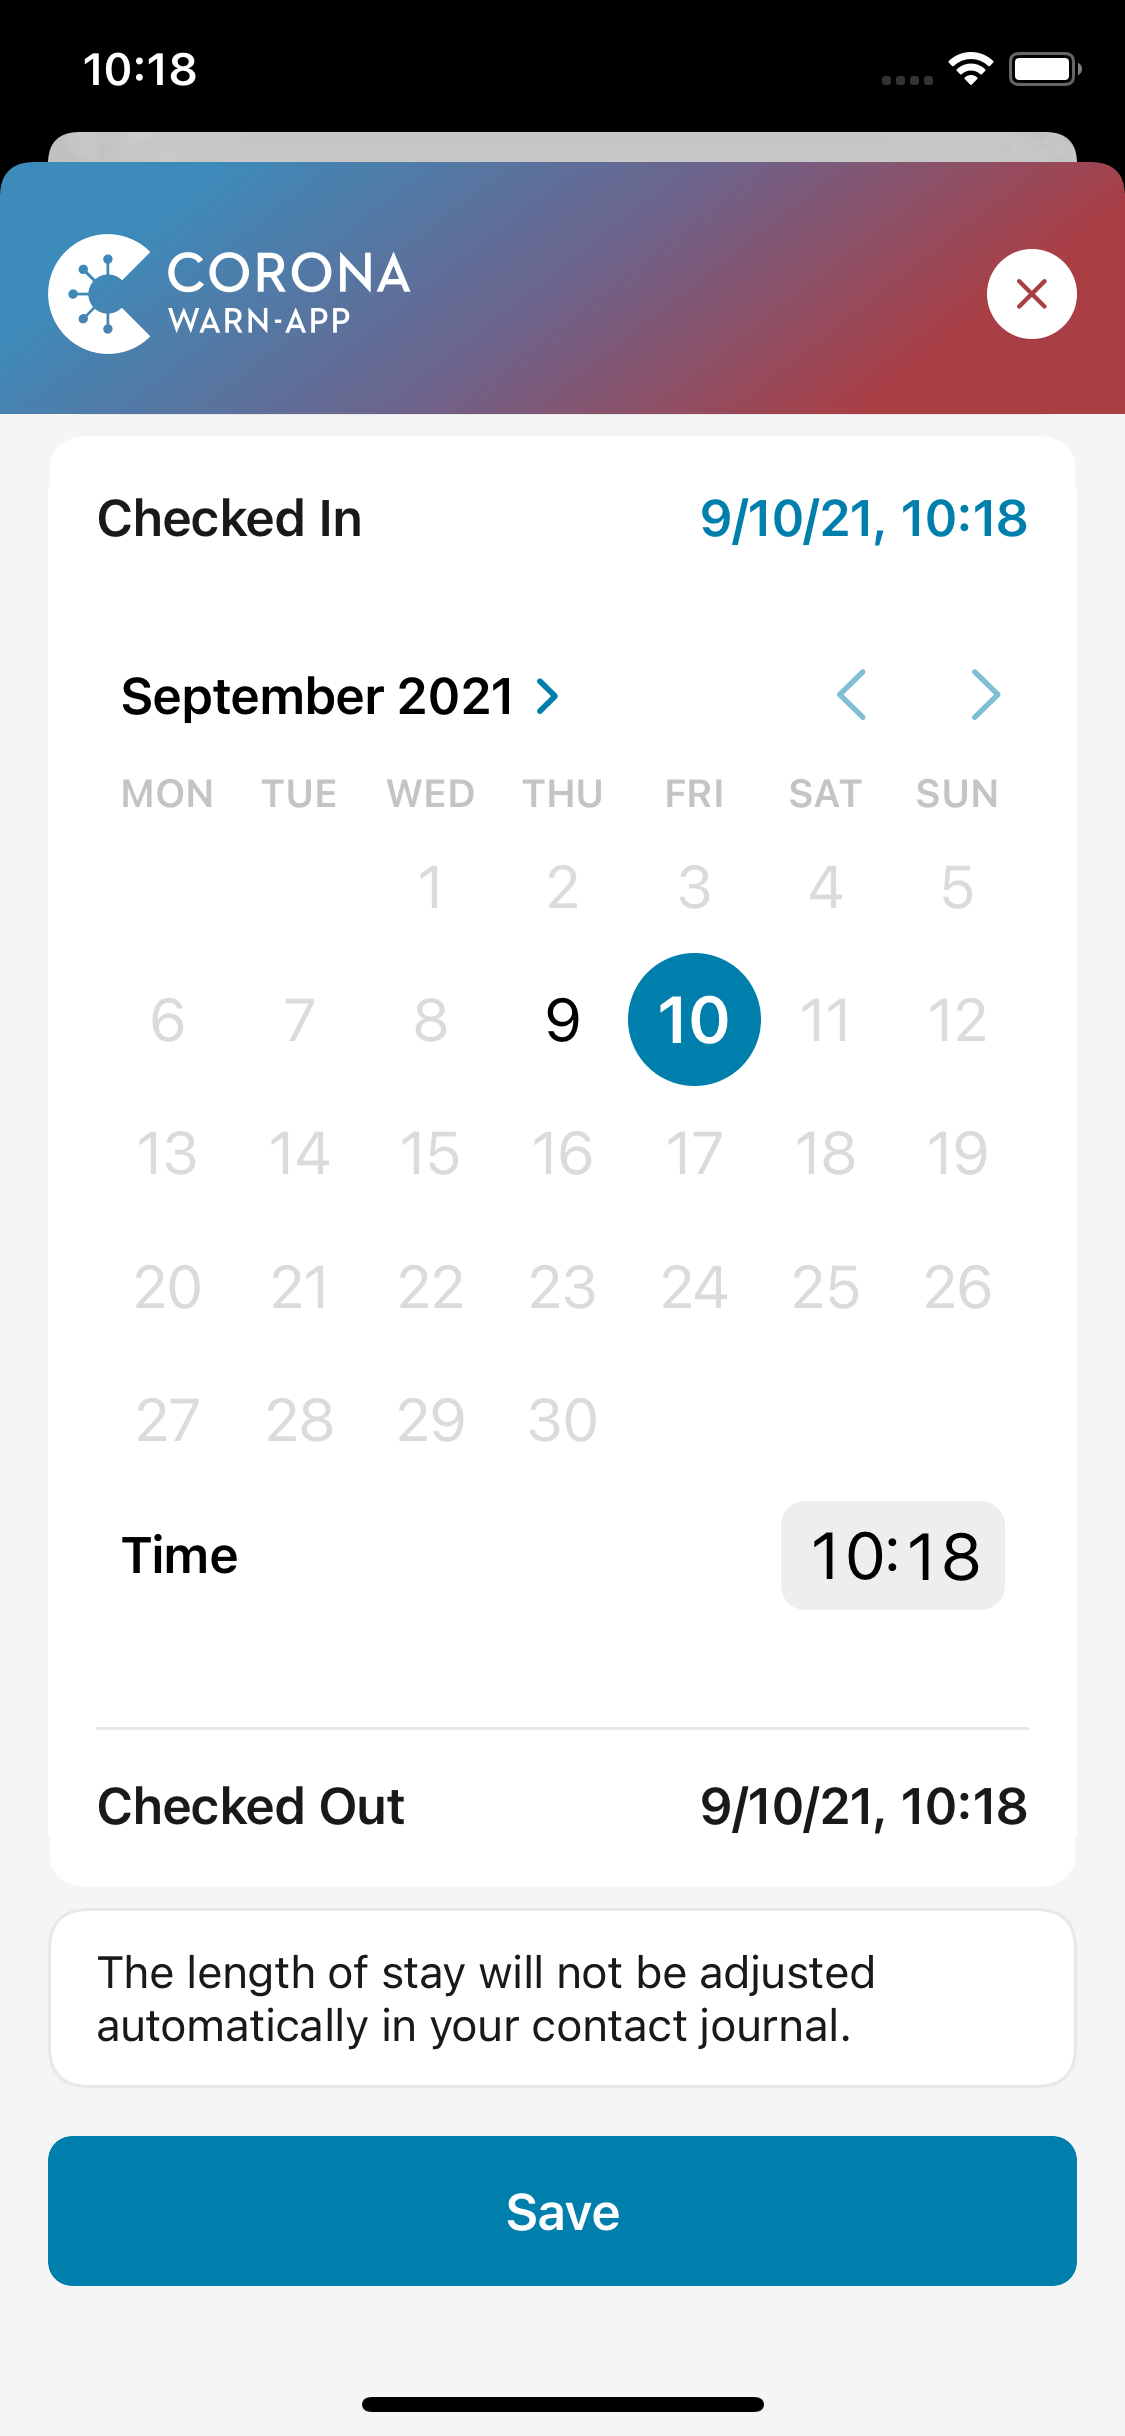 10:18
CORONA
WARN-APP
Checked In 9/10/21, 10:18
September 2021
MON TUE WED THU FRI SAT SUN
1 2 3 4 5
6 7 8 9 10 11 12
13 14 15 16 17 18 19
20 21 22 23 24 25 26
27 28 29 30
Time 10:18
Checked Out 9/10/21, 10:18
The length of stay will not be adjusted
automatically in your contact journal.
Save